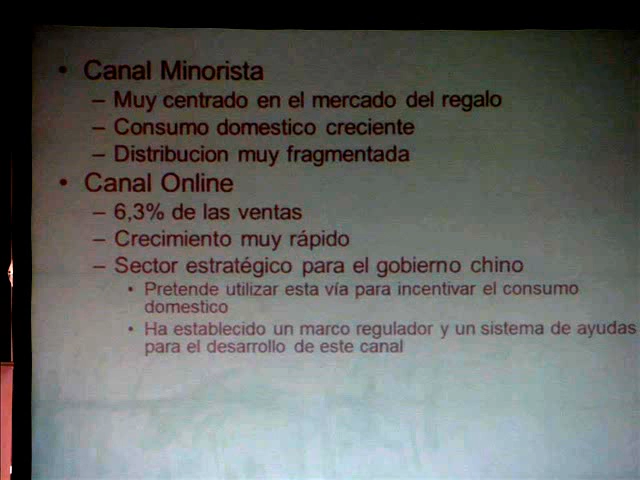 • Canal Minorista
– Muy centrado en el mercado del regalo
– Consumo domestico creciente
– Distribucion muy fragmentada
• Canal Online
– 6,3% de las ventas
– Crecimiento muy rápido
– Sector estratégico para el gobierno chino
• Pretende utilizar esta vía para incentivar el consumo
domestico
• Ha establecido un marco regulador y un sistema de ayudas
para el desarrollo de este canal